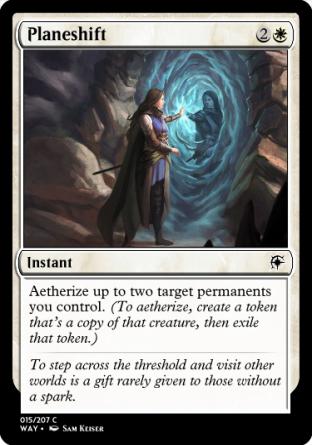 Planeshift 2
Instant
Aetherize up to two target permanents
you control. (To aetherize, create a token
that's a copy of that creature, then exile
that token.)
To step across the threshold and visit other
worlds is a gift rarely given to those without
a spark.
015/207 C
WAY • Sam Keiser